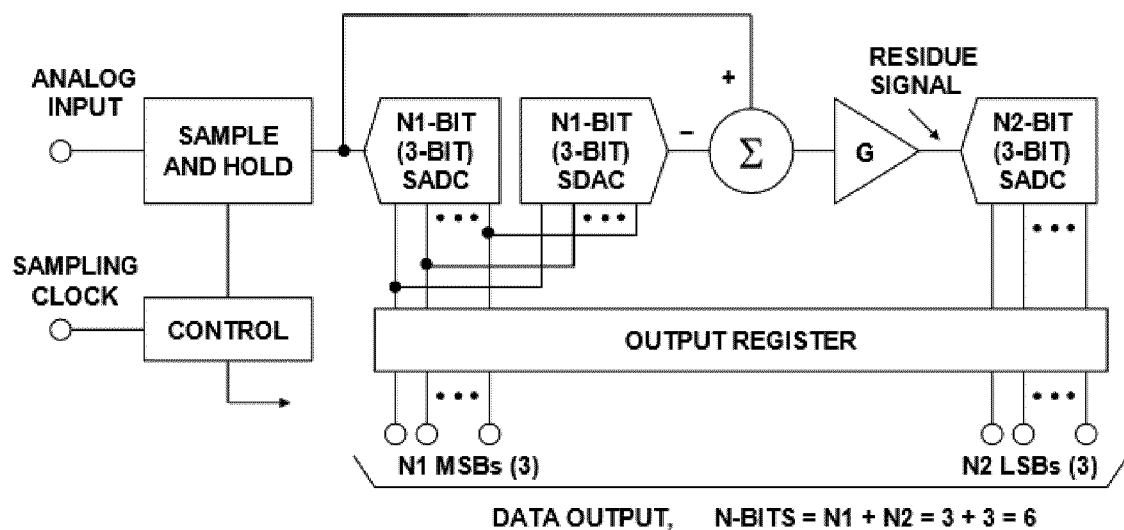 ANALOG
INPUT
SAMPLE
AND HOLD
N1-BIT
(3-BIT)
SADC
N1-BIT
(3-BIT)
SDAC
+
–
Σ
G
RESIDUE
SIGNAL
N2-BIT
(3-BIT)
SADC
SAMPLING
CLOCK
CONTROL
OUTPUT REGISTER
N1 MSBs (3)
N2 LSBs (3)
DATA OUTPUT, N-BITS = N1 + N2 = 3 + 3 = 6